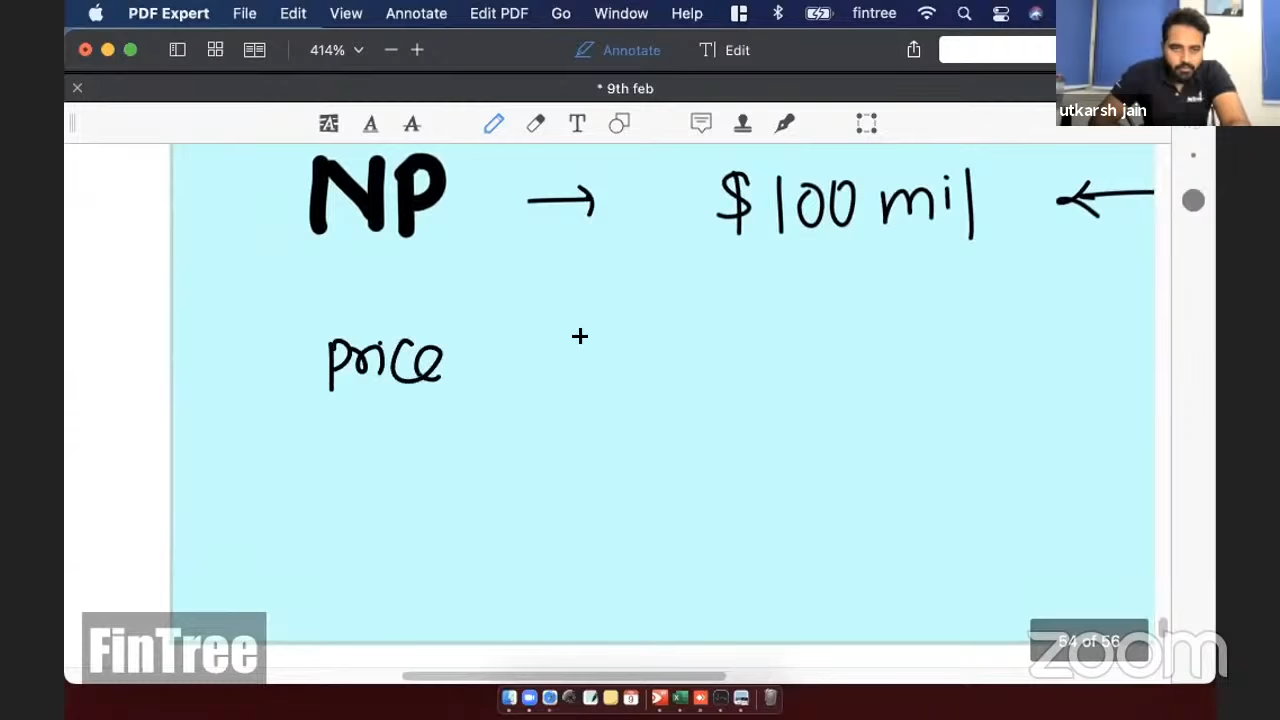 PDF Expert File Edit View Annotate Edit PDF Go Window Help fintree
414% Annotate T Edit
* 9th feb
utkarsh jain
A A A T
NP → $100 mil ←
price
FinTree
54 of 56
zoom